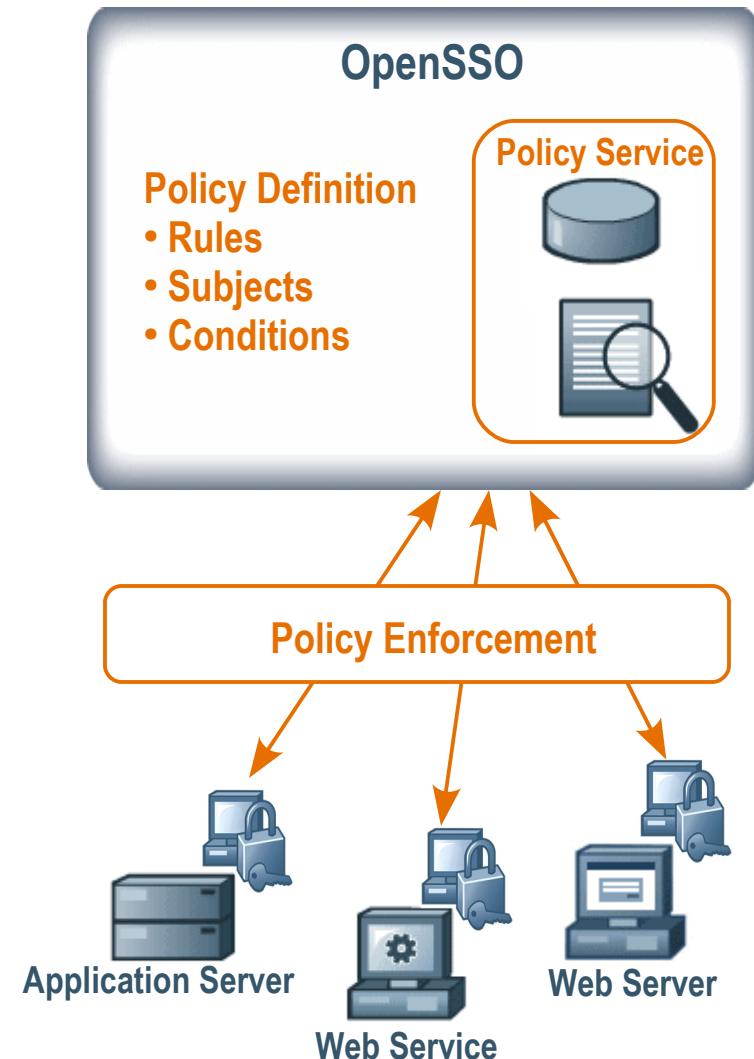 OpenSSO
Policy Service
Policy Definition
• Rules
• Subjects
• Conditions
Policy Enforcement
Application Server
Web Server
Web Service